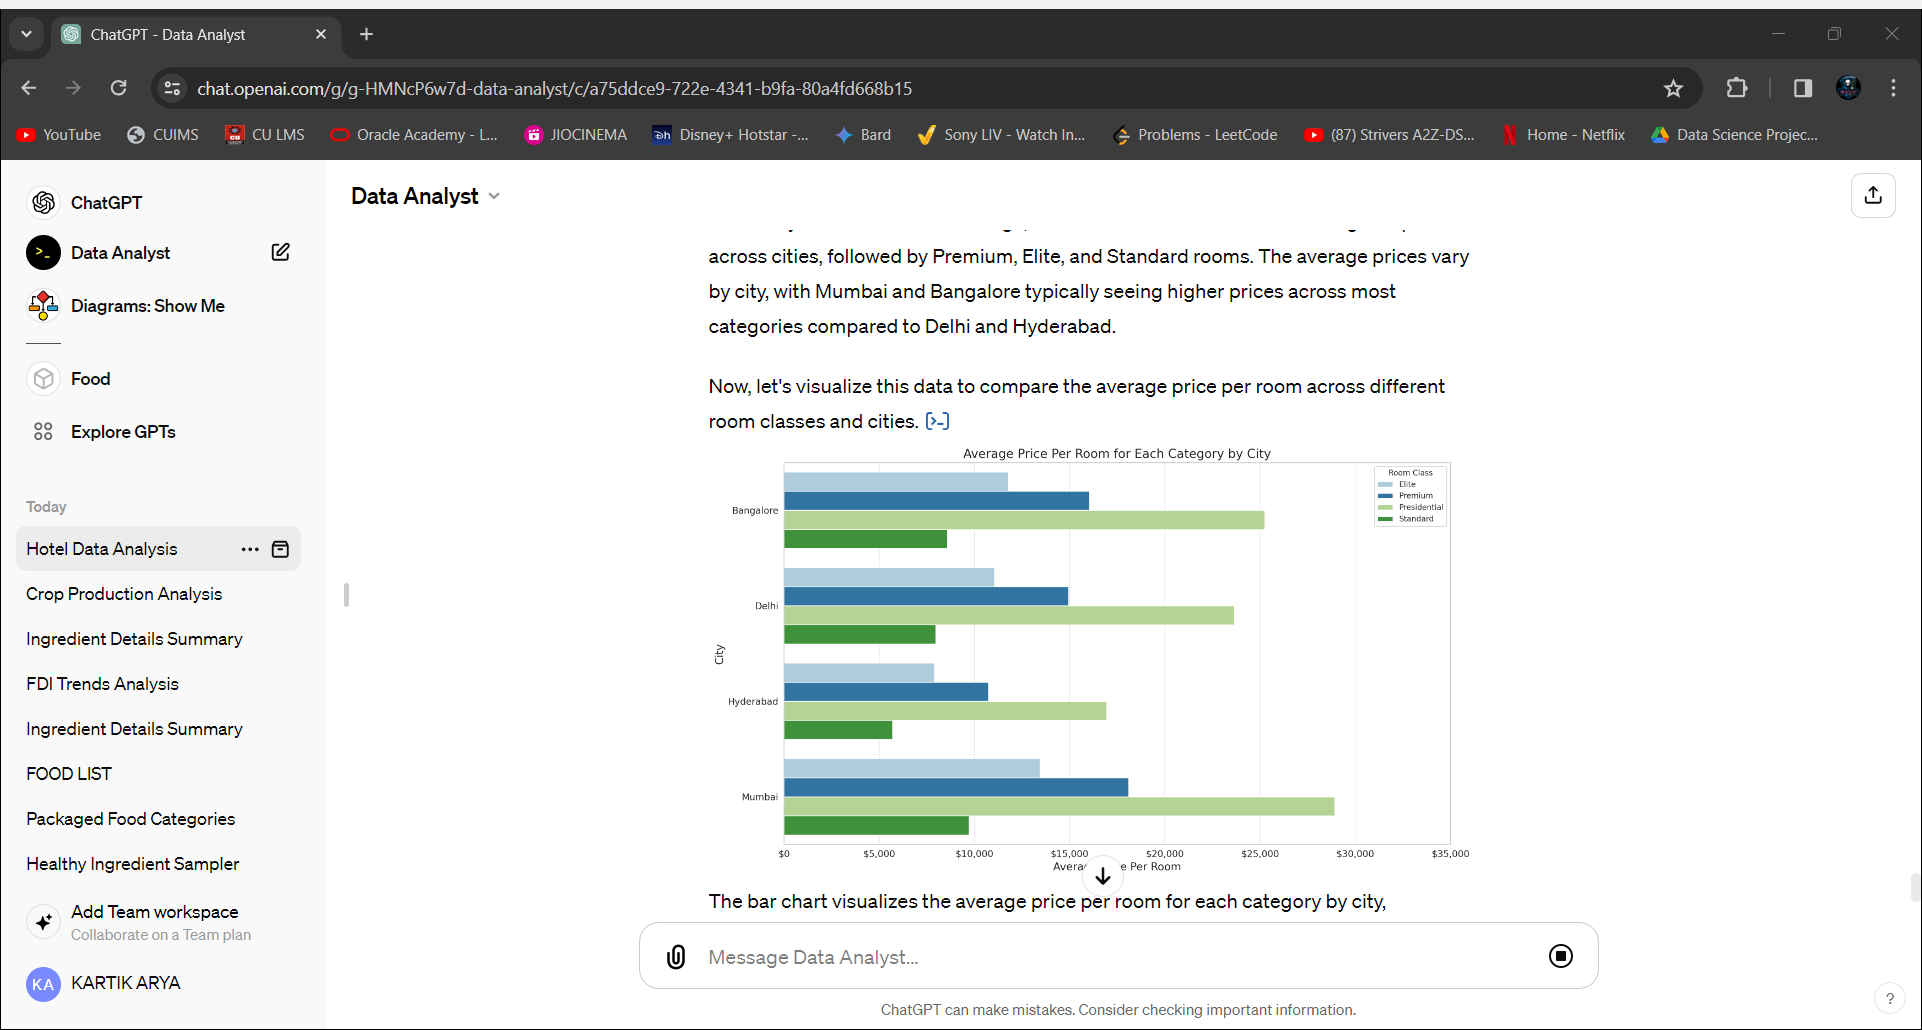 ChatGPT - Data Analyst
chat.openai.com/g/g-HMNcP6w7d-data-analyst/c/a75ddce9-722e-4341-b9fa-80a4fd668b15
YouTube
CUIMS
CU LMS
Oracle Academy - L...
JIOCINEMA
Disney+ Hotstar -...
Bard
Sony LIV - Watch In...
Problems - LeetCode
(87) Strivers A2Z-DS...
Home - Netflix
Data Science Projec...
ChatGPT
Data Analyst
Diagrams: Show Me
Food
Explore GPTs
Today
Hotel Data Analysis
Crop Production Analysis
Ingredient Details Summary
FDI Trends Analysis
Ingredient Details Summary
FOOD LIST
Packaged Food Categories
Healthy Ingredient Sampler
Add Team workspace
Collaborate on a Team plan
KA
KARTIK ARYA
Data Analyst
across cities, followed by Premium, Elite, and Standard rooms. The average prices vary
by city, with Mumbai and Bangalore typically seeing higher prices across most
categories compared to Delhi and Hyderabad.
Now, let's visualize this data to compare the average price per room across different
room classes and cities.
Average Price Per Room for Each Category by City
Room Class
Elite
Premium
Presidential
Standard
Bangalore
Delhi
Hyderabad
Mumbai
City
$0
$5,000
$10,000
$15,000
$20,000
$25,000
$30,000
$35,000
Per Room
The bar chart visualizes the average price per room for each category by city,
Message Data Analyst...
ChatGPT can make mistakes. Consider checking important information.
?